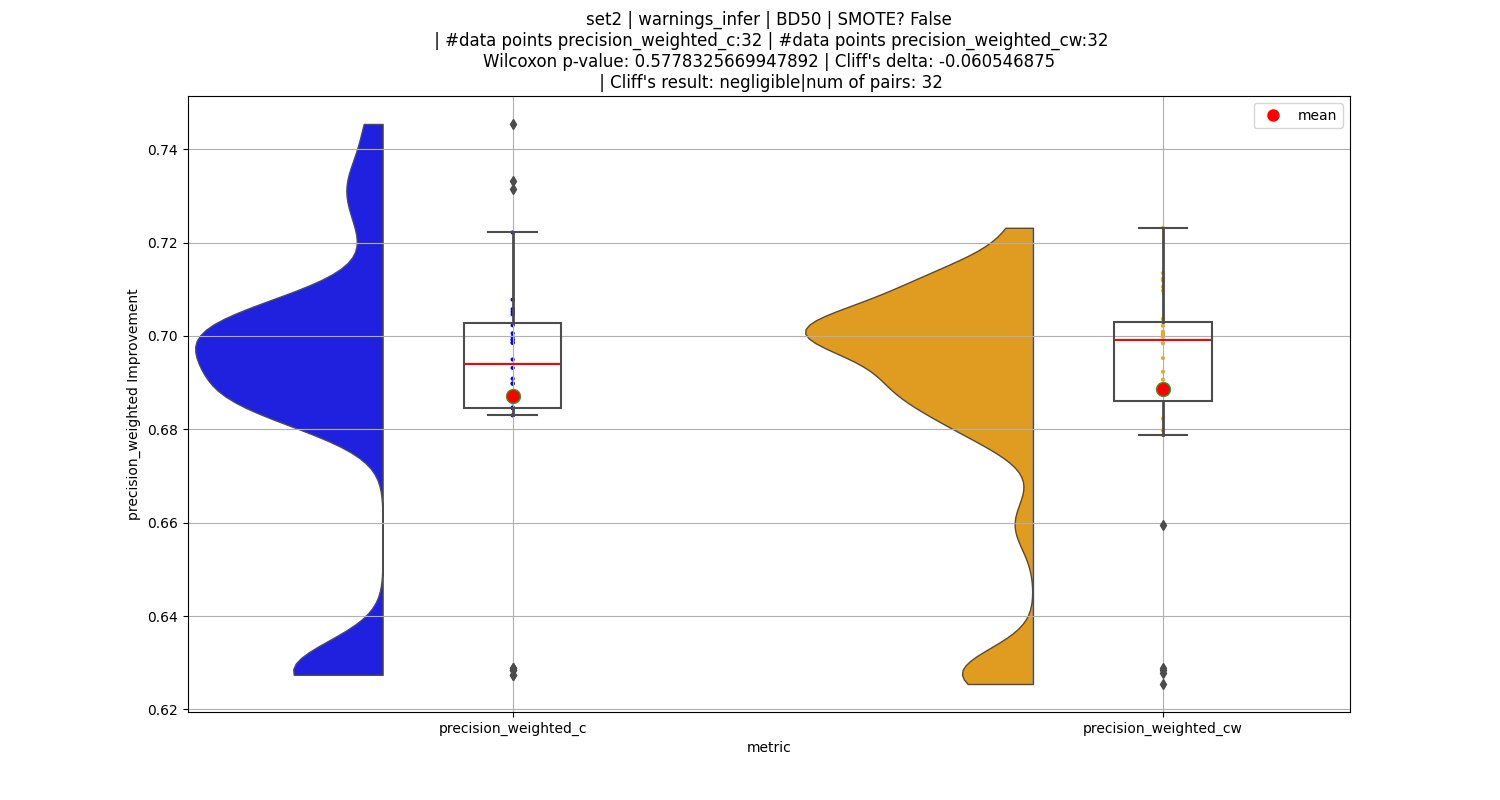 set2 | warnings_infer | BD50 | SMOTE? False
| #data points precision_weighted_c:32 | #data points precision_weighted_cw:32
Wilcoxon p-value: 0.5778325669947892 | Cliff's delta: -0.060546875
| Cliff's result: negligible|num of pairs: 32
mean
0.74
0.72
0.70
0.68
0.66
0.64
0.62
precision_weighted Improvement
precision_weighted_c
precision_weighted_cw
metric